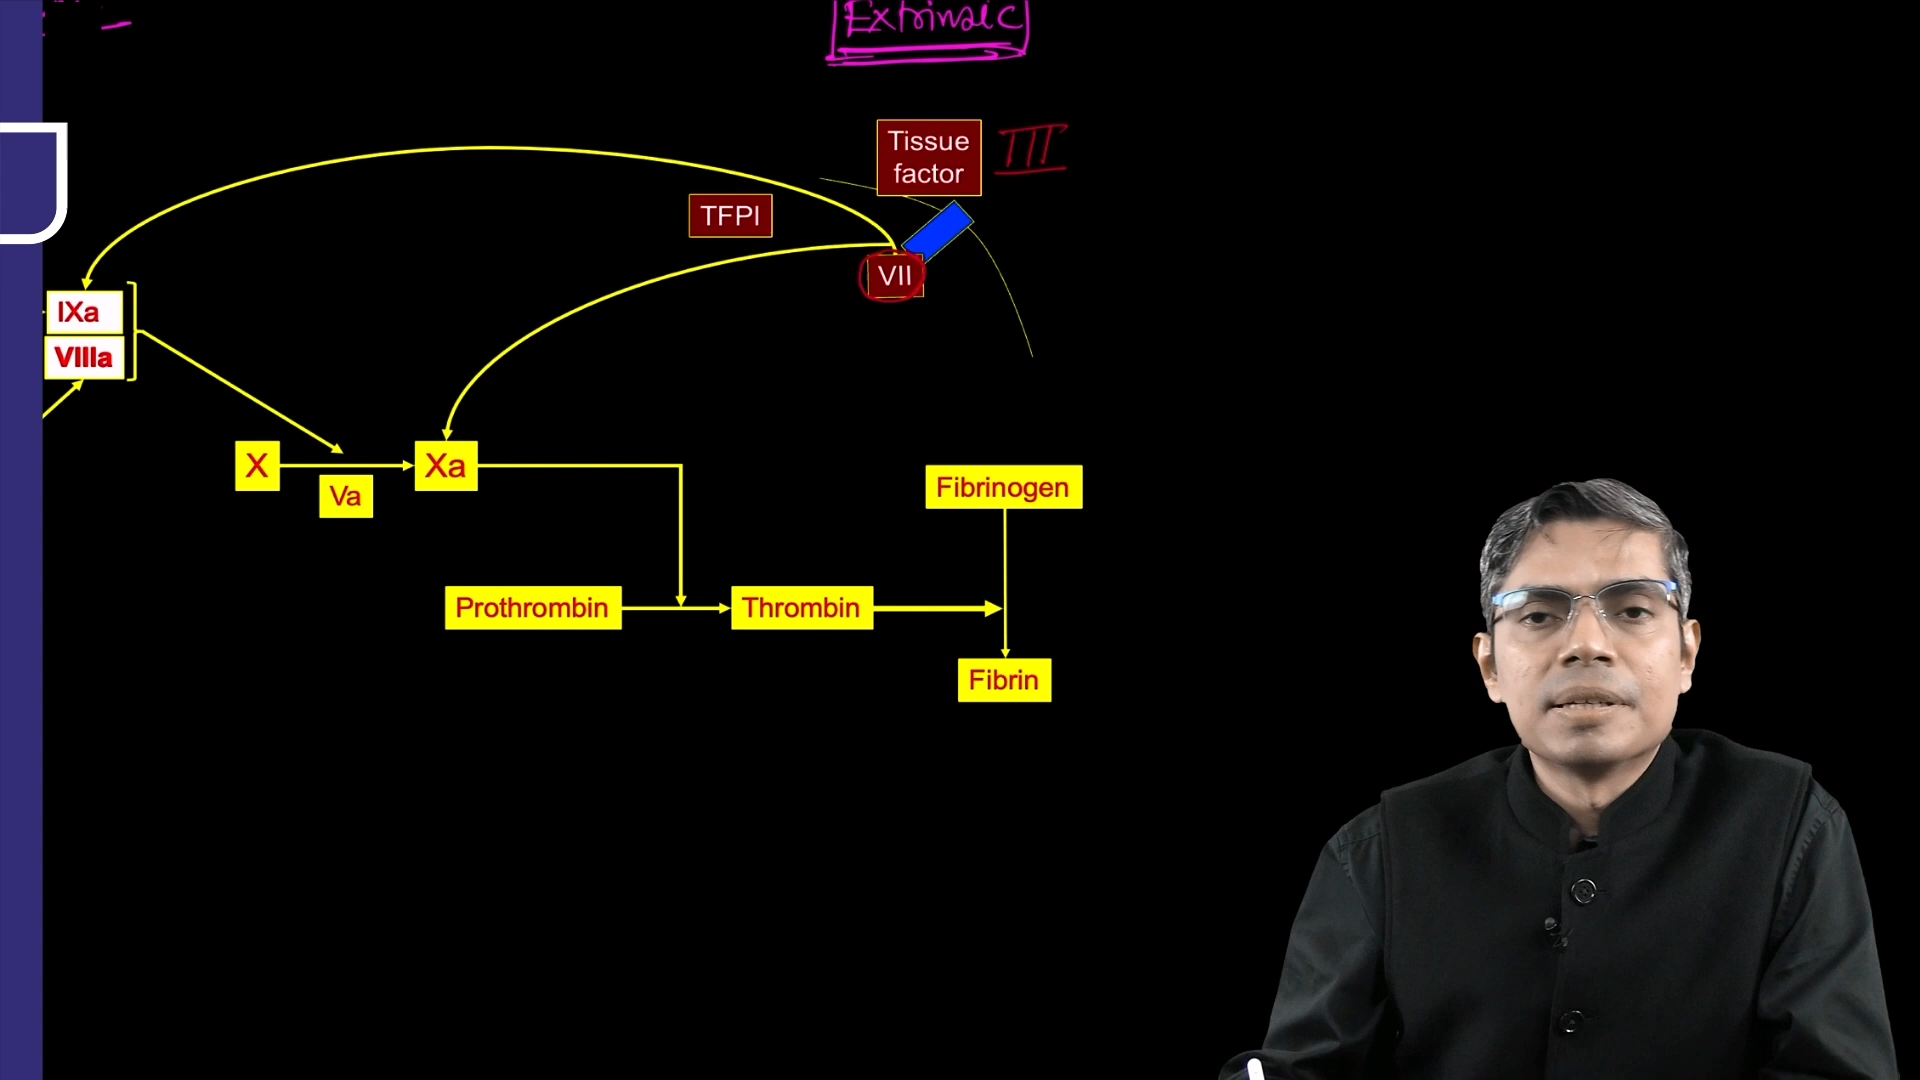 Extrinsic
Tissue
factor
III
TFPI
VII
IXa
VIIIa
X
Xa
Va
Fibrinogen
Prothrombin
Thrombin
Fibrin